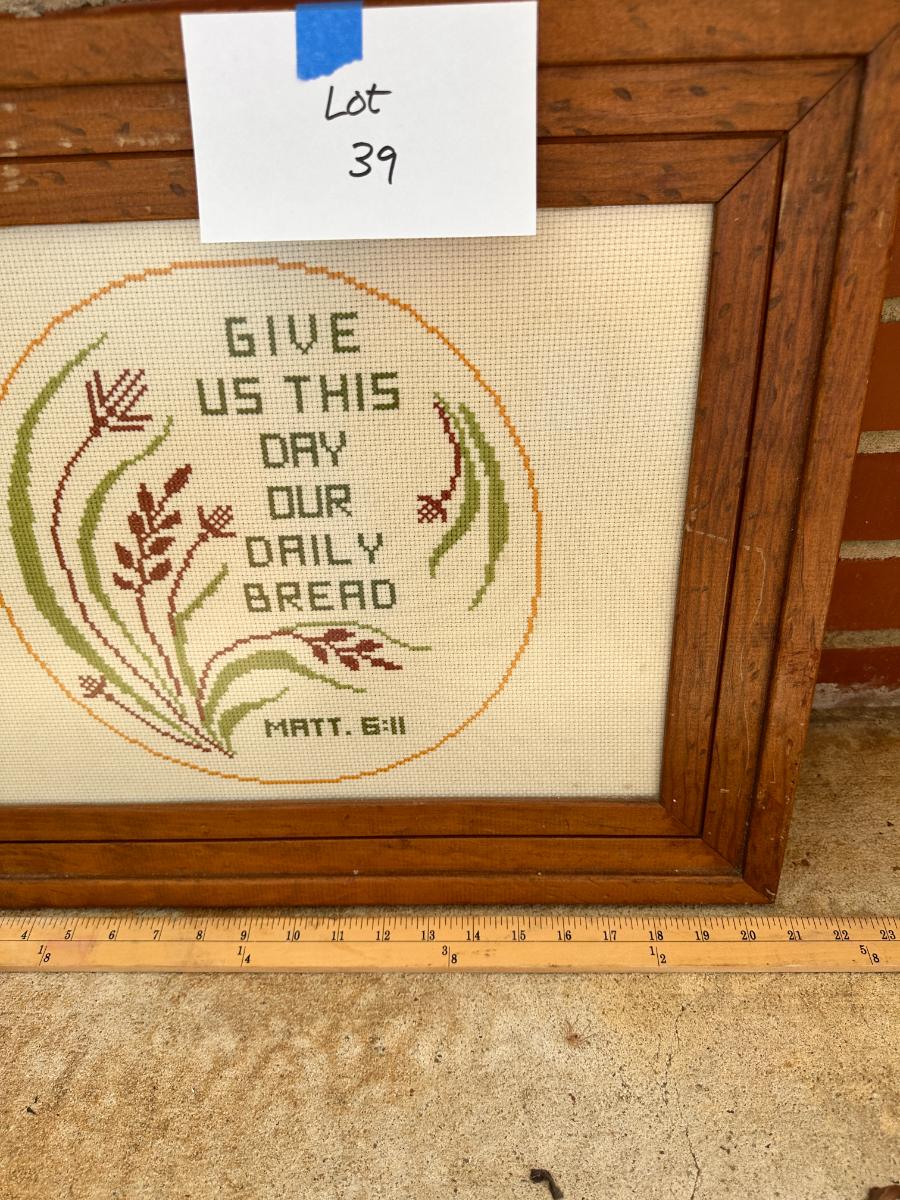 Lot
39
GIVE
US THIS
DAY
OUR
DAILY
BREAD
MATT. 6:11
4 5 6 7 8 9 10 11 12 13 14 15 16 17 18 19 20 21 22 23
1/8 1/4 3/8 1/2 5/8